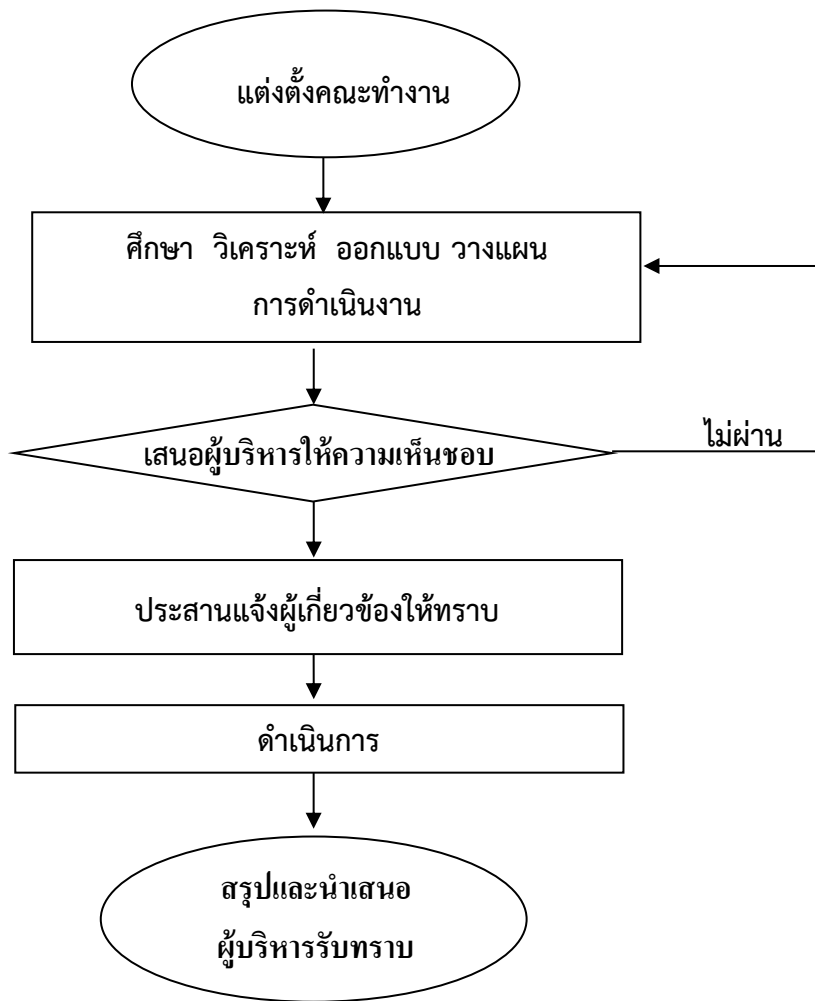 แต่งตั้งคณะทำงาน
ศึกษา วิเคราะห์ ออกแบบ วางแผน
การดำเนินงาน
เสนอผู้บริหารให้ความเห็นชอบ
ไม่ผ่าน
ประสานแจ้งผู้เกี่ยวข้องให้ทราบ
ดำเนินการ
สรุปและนำเสนอ
ผู้บริหารรับทราบ